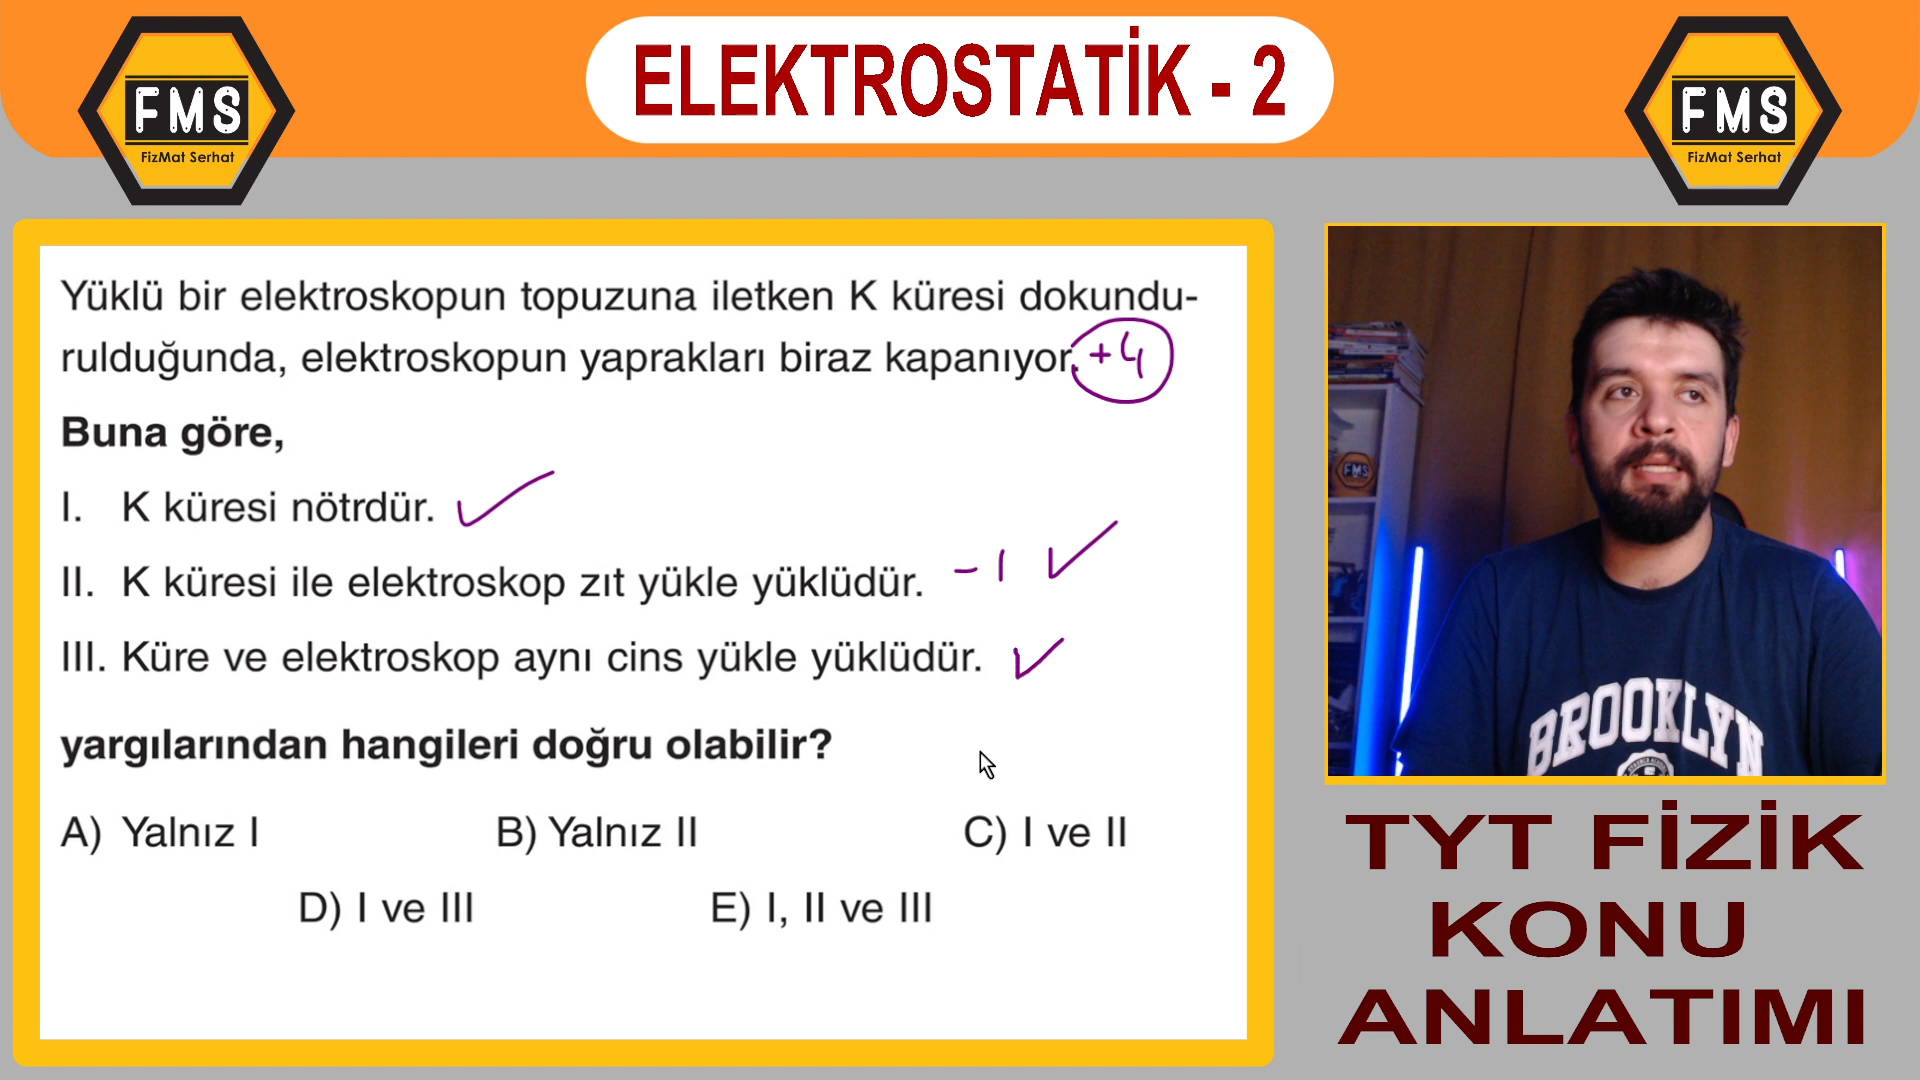 ELEKTROSTATİK - 2
FMS
FizMat Serhat
FMS
FizMat Serhat
Yüklü bir elektroskopun topuzuna iletken K küresi dokundu-
rulduğunda, elektroskopun yaprakları biraz kapanıyor. +4
Buna göre,
I. K küresi nötrdür.
II. K küresi ile elektroskop zıt yükle yüklüdür. -1
III. Küre ve elektroskop aynı cins yükle yüklüdür.
yargılarından hangileri doğru olabilir?
A) Yalnız I B) Yalnız II C) I ve II
D) I ve III E) I, II ve III
FMS
BROOKLYN
TYT FİZİK
KONU
ANLATIMI